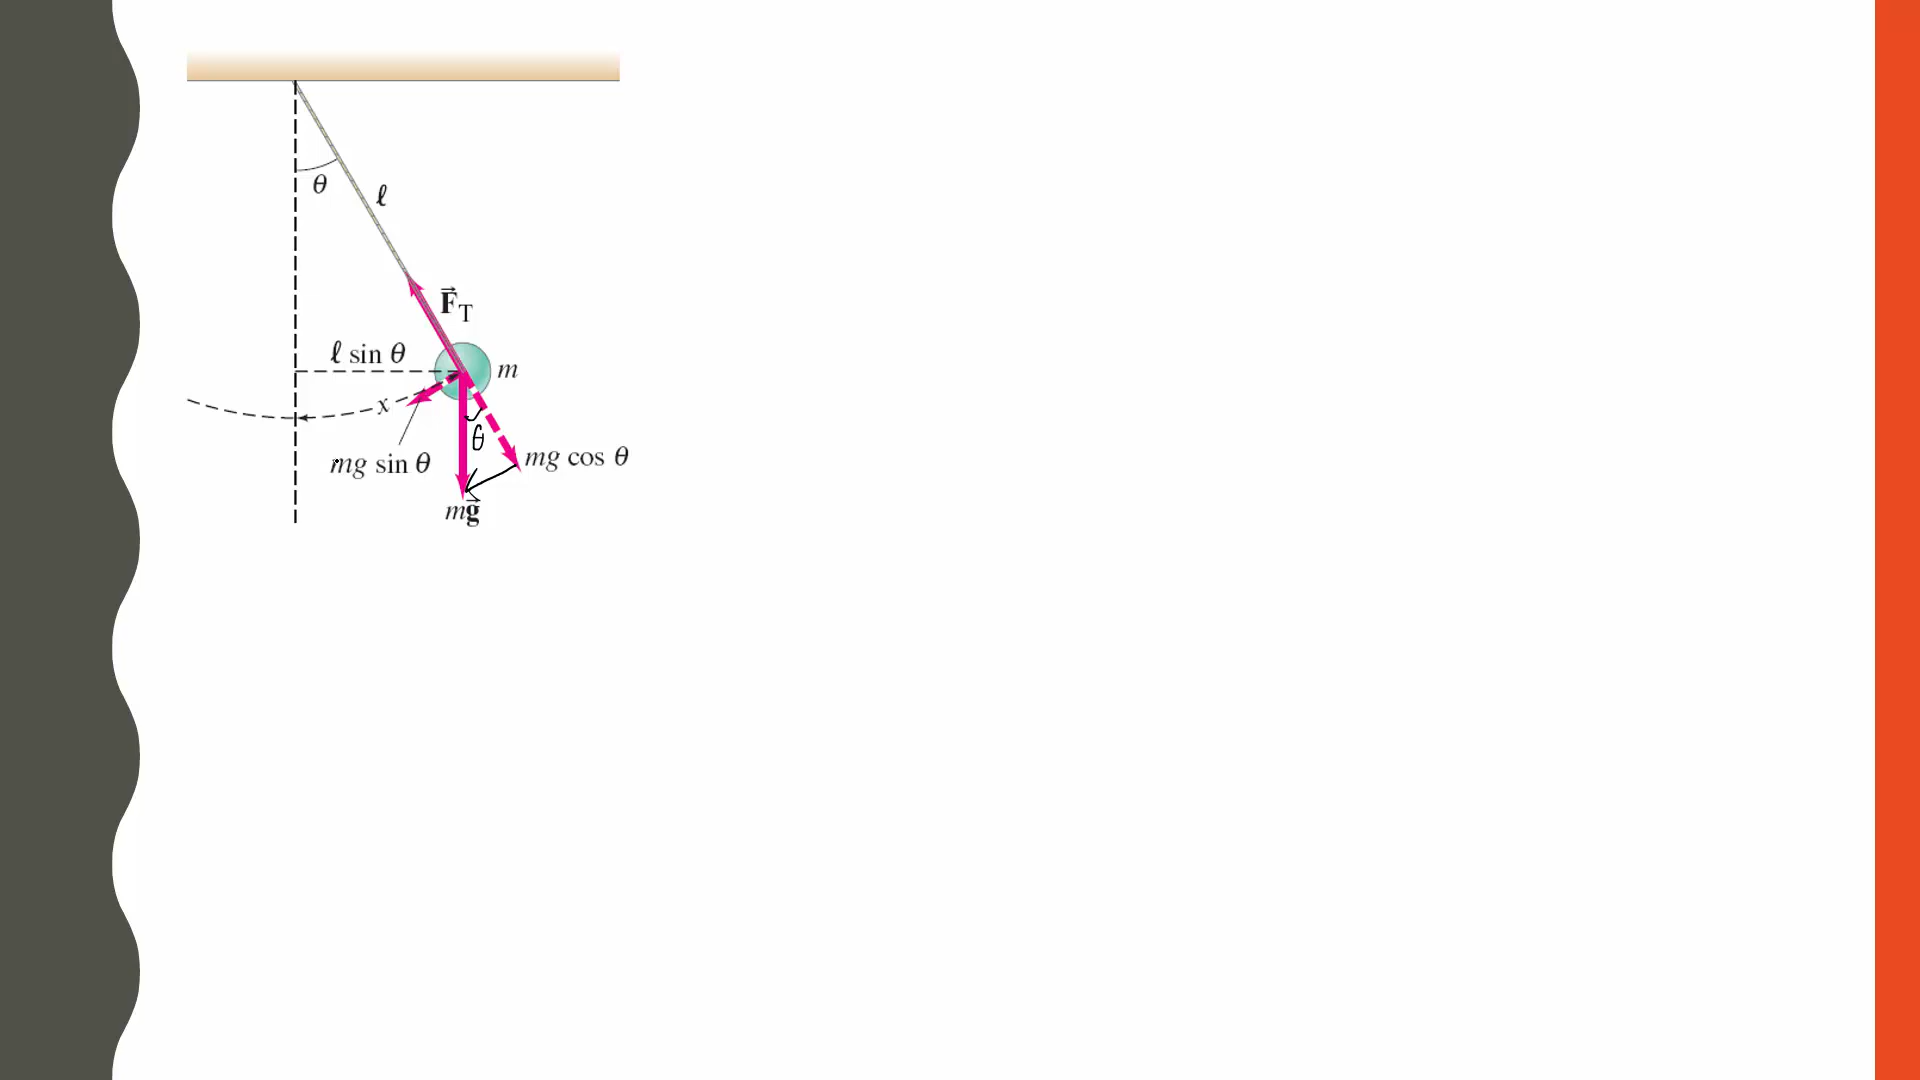 θ
ℓ
F⃗T
ℓ sin θ
m
x
θ
mg sin θ
mg cos θ
mg⃗